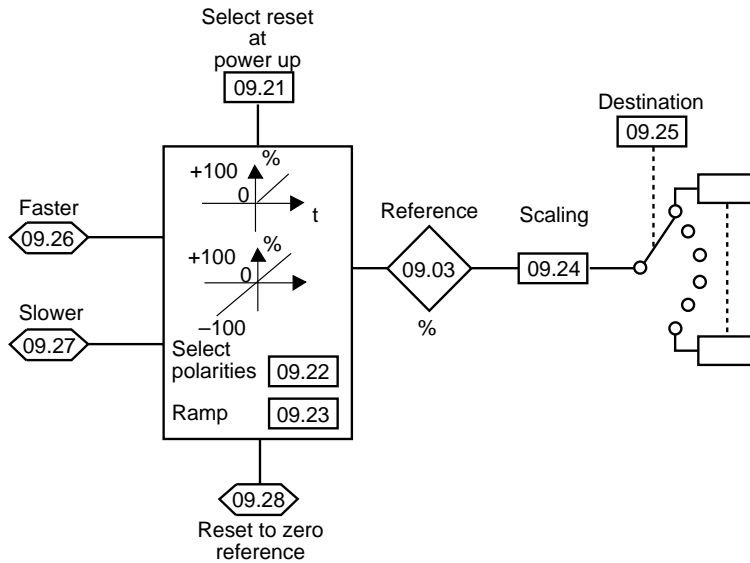 Select reset
at
power up
09.21
Destination
09.25
+100
%
0
t
Faster
09.26
Reference
09.03
%
Scaling
09.24
+100
%
0
–100
Slower
09.27
Select
polarities
09.22
Ramp
09.23
09.28
Reset to zero
reference